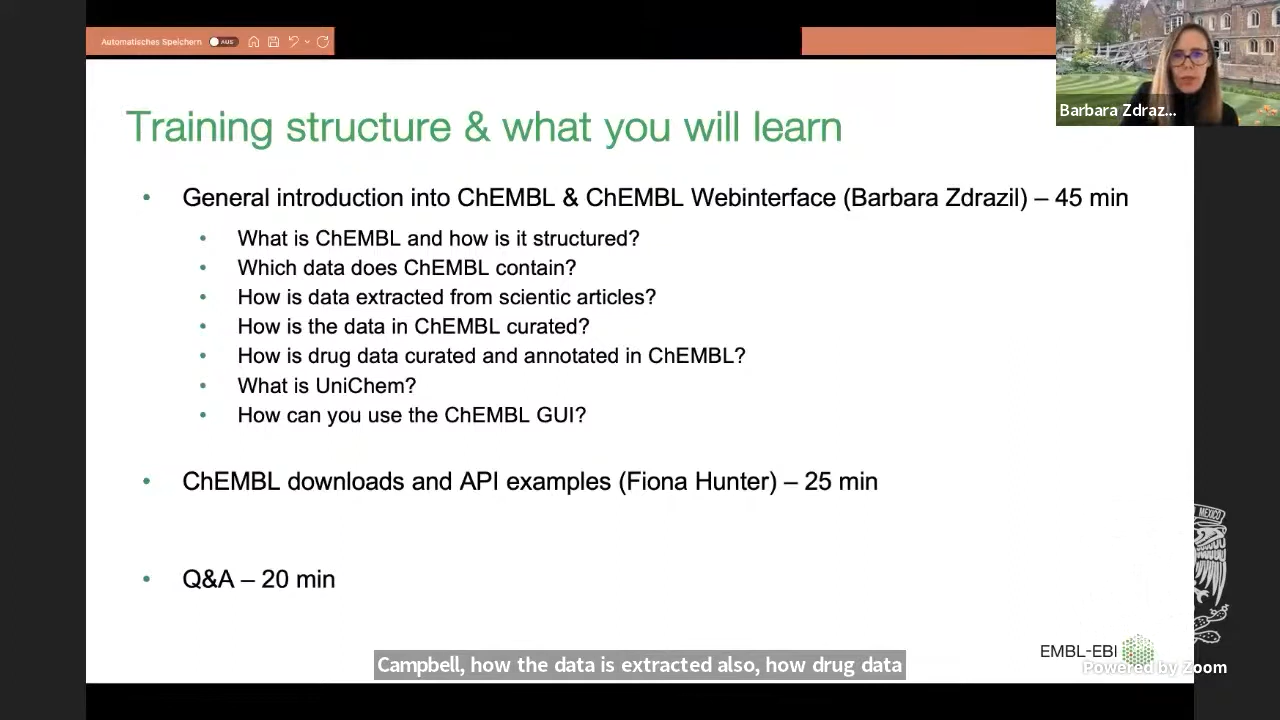 Automatisches Speichern AUS
Barbara Zdraz...
Training structure & what you will learn
• General introduction into ChEMBL & ChEMBL Webinterface (Barbara Zdrazil) – 45 min
• What is ChEMBL and how is it structured?
• Which data does ChEMBL contain?
• How is data extracted from scientic articles?
• How is the data in ChEMBL curated?
• How is drug data curated and annotated in ChEMBL?
• What is UniChem?
• How can you use the ChEMBL GUI?
• ChEMBL downloads and API examples (Fiona Hunter) – 25 min
• Q&A – 20 min
MEXICO
EMBL-EBI
Campbell, how the data is extracted also, how drug data
Powered by Zoom